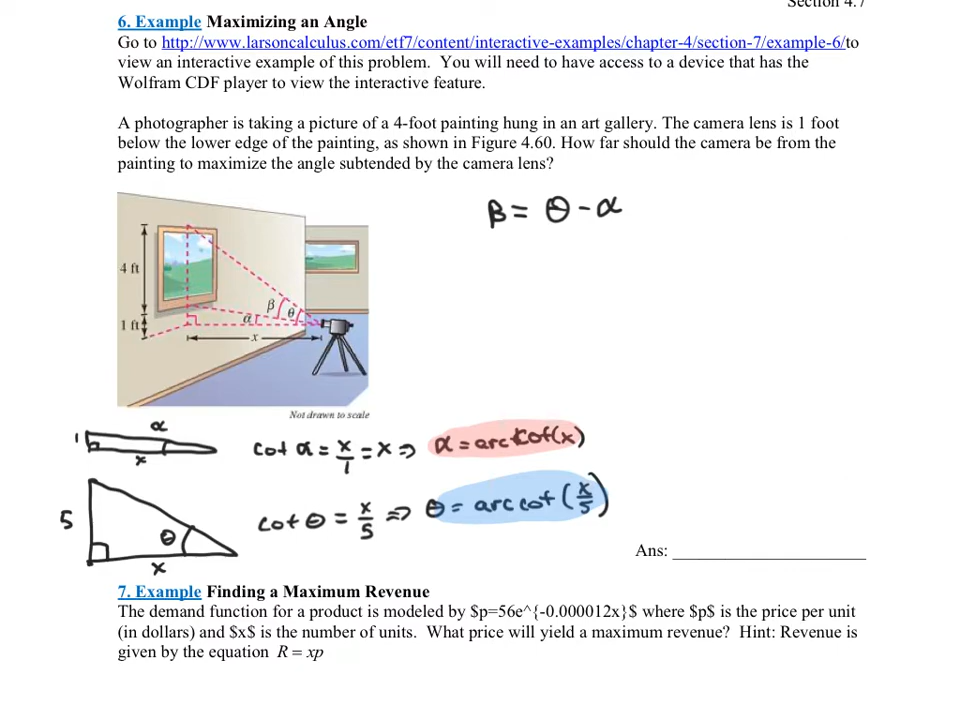 Section 4.7
6. Example Maximizing an Angle
Go to http://www.larsoncalculus.com/etf7/content/interactive-examples/chapter-4/section-7/example-6/to
view an interactive example of this problem. You will need to have access to a device that has the
Wolfram CDF player to view the interactive feature.
A photographer is taking a picture of a 4-foot painting hung in an art gallery. The camera lens is 1 foot
below the lower edge of the painting, as shown in Figure 4.60. How far should the camera be from the
painting to maximize the angle subtended by the camera lens?
β = θ - α
4 ft
β
θ
α
1 ft
x
Not drawn to scale
α
1
x
cot α = x/1 = x ⇒ α = arccot(x)
5
θ
x
cot θ = x/5 ⇒ θ = arccot (x/5)
Ans: ____________________
7. Example Finding a Maximum Revenue
The demand function for a product is modeled by $p=56e^{-0.000012x}$ where $p$ is the price per unit
(in dollars) and $x$ is the number of units. What price will yield a maximum revenue? Hint: Revenue is
given by the equation R = xp